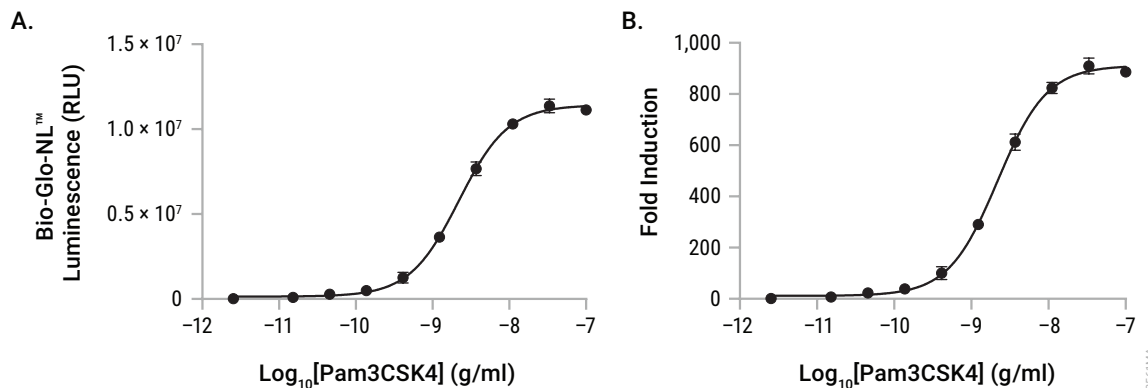 A.
Bio-Glo-NL™
Luminescence (RLU)
1.5 × 10⁷
1.0 × 10⁷
0.5 × 10⁷
0
–12
–11
–10
–9
–8
–7
Log₁₀[Pam3CSK4] (g/ml)
B.
Fold Induction
1,000
800
600
400
200
0
–12
–11
–10
–9
–8
–7
Log₁₀[Pam3CSK4] (g/ml)